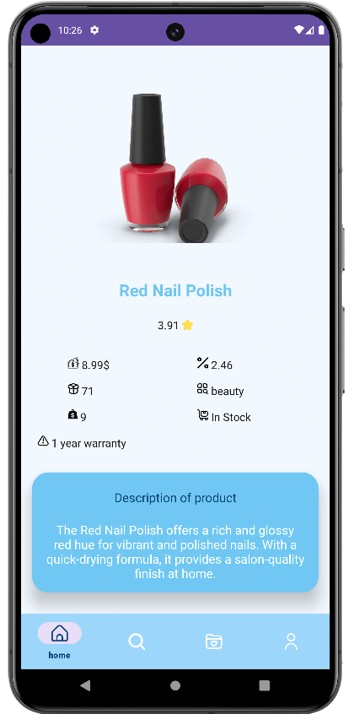 10:26
Red Nail Polish
3.91
8.99$
2.46
71
beauty
9
In Stock
1 year warranty
Description of product
The Red Nail Polish offers a rich and glossy
red hue for vibrant and polished nails. With a
quick-drying formula, it provides a salon-quality
finish at home.
home